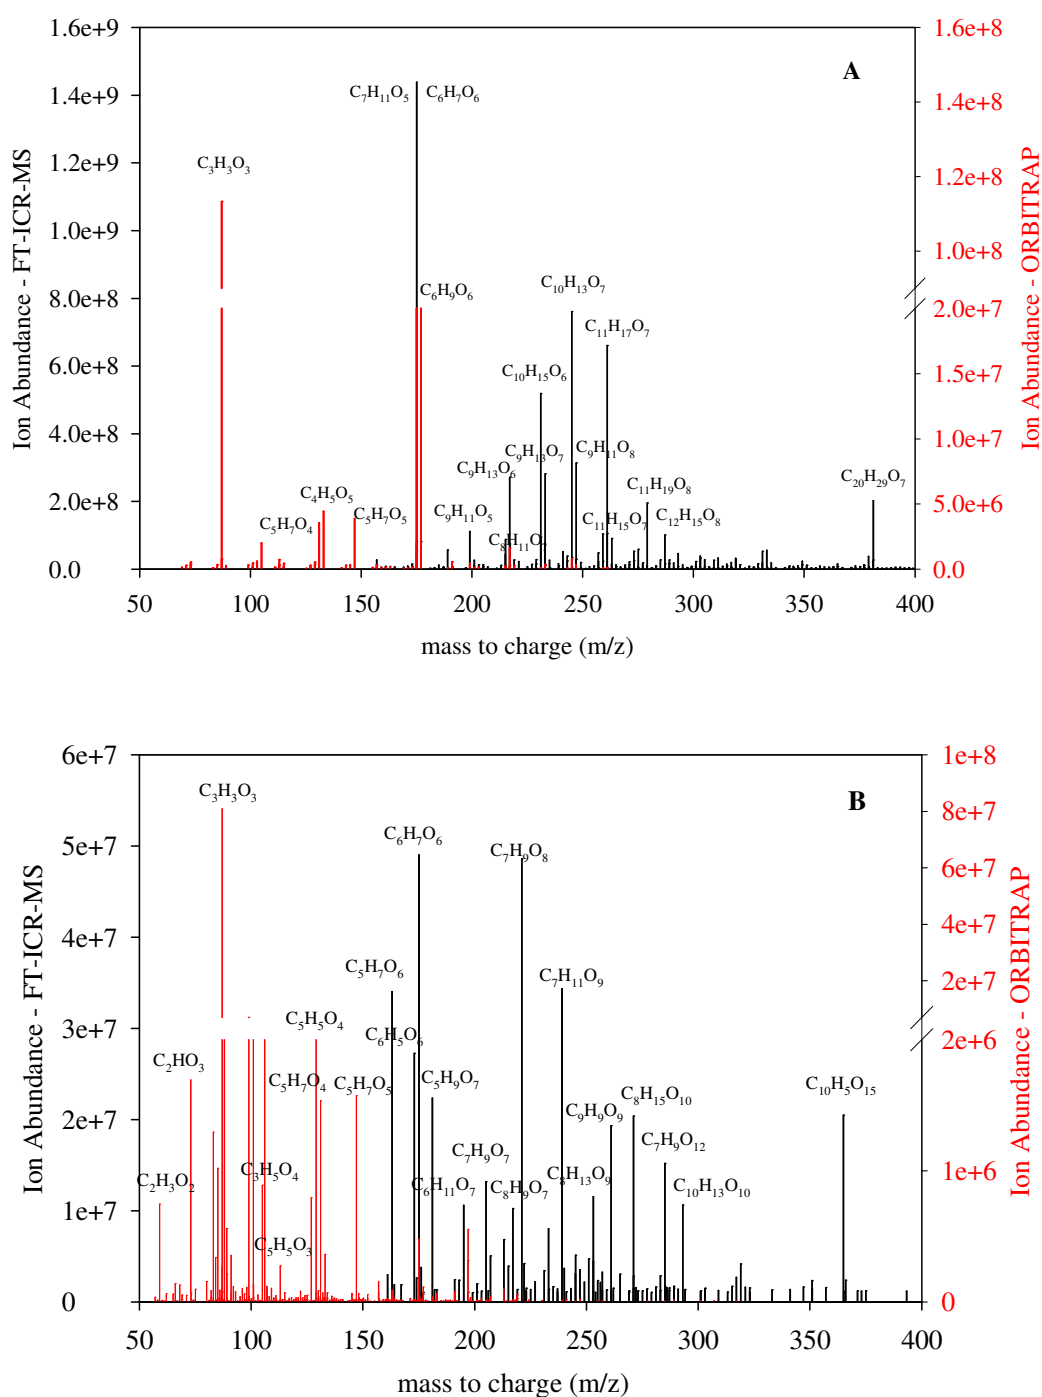 1.6e+9
1.6e+8
A
C₇H₁₁O₅ C₆H₇O₆
1.4e+9
1.4e+8
C₃H₃O₃
1.2e+9
1.2e+8
1.0e+9
1.0e+8
C₆H₉O₆
C₁₀H₁₃O₇
8.0e+8
2.0e+7
C₁₁H₁₇O₇
6.0e+8
1.5e+7
C₁₀H₁₅O₆
4.0e+8
1.0e+7
C₉H₁₃O₇
C₉H₁₁O₈
C₉H₁₃O₆
C₁₁H₁₉O₈
C₂₀H₂₉O₇
C₄H₅O₅
2.0e+8
5.0e+6
C₅H₇O₄
C₅H₇O₅
C₉H₁₁O₅
C₁₁H₁₅O₇
C₁₂H₁₅O₈
C₈H₁₁O₇
0.0
0.0
50 100 150 200 250 300 350 400
mass to charge (m/z)
Ion Abundance - FT-ICR-MS
Ion Abundance - ORBITRAP
6e+7
1e+8
B
C₃H₃O₃
8e+7
C₆H₇O₆
C₇H₉O₈
5e+7
6e+7
4e+7
4e+7
C₅H₇O₆
C₇H₁₁O₉
2e+7
3e+7
C₅H₅O₄
C₆H₅O₆
2e+6
C₂HO₃
C₅H₇O₄
C₅H₇O₅
C₅H₉O₇
C₈H₁₅O₁₀
C₁₀H₅O₁₅
2e+7
C₉H₉O₉
C₇H₉O₁₂
C₂H₃O₂
C₃H₅O₄
C₇H₉O₇
C₈H₁₃O₉
1e+6
C₆H₁₁O₇
C₈H₉O₇
C₁₀H₁₃O₁₀
1e+7
C₅H₅O₃
0
0
50 100 150 200 250 300 350 400
mass to charge (m/z)
Ion Abundance - FT-ICR-MS
Ion Abundance - ORBITRAP